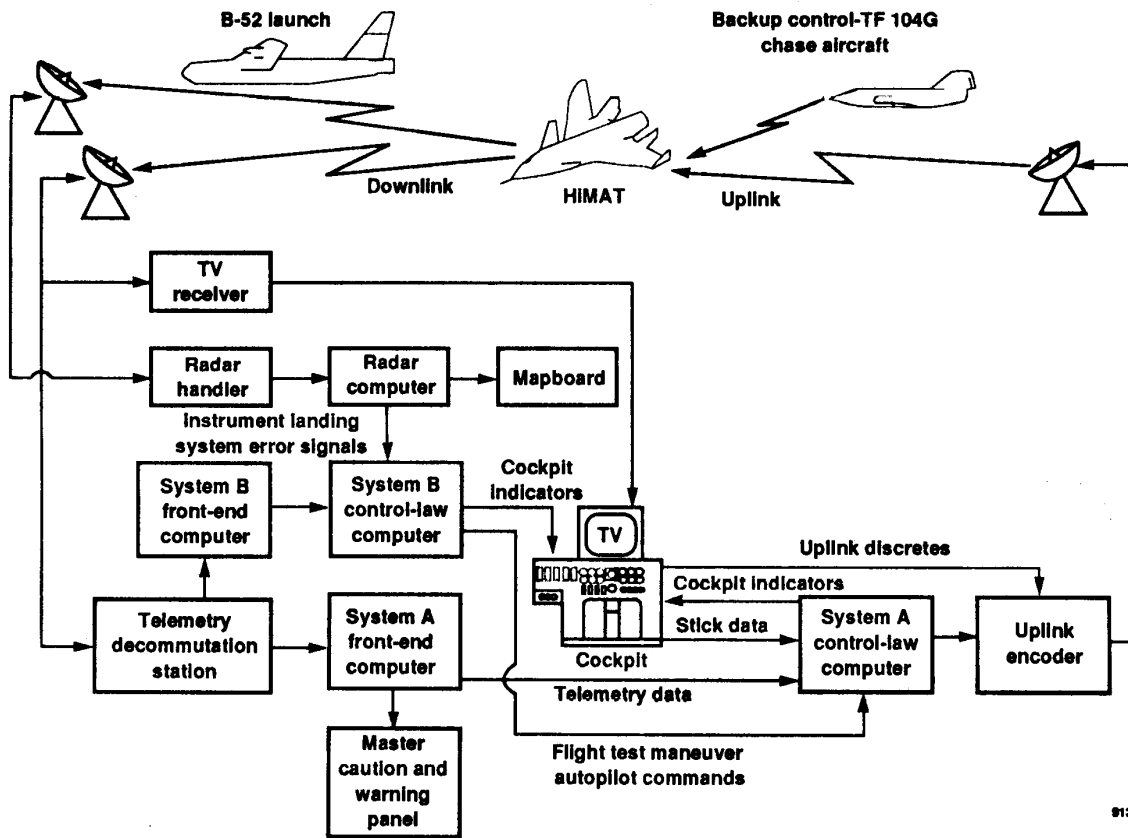 B-52 launch
Backup control-TF 104G
chase aircraft
Downlink
HiMAT
Uplink
TV
receiver
Radar
handler
Radar
computer
Mapboard
Instrument landing
system error signals
System B
front-end
computer
System B
control-law
computer
Cockpit
indicators
TV
Uplink discretes
Cockpit indicators
Telemetry
decommutation
station
System A
front-end
computer
Stick data
Cockpit
System A
control-law
computer
Uplink
encoder
Telemetry data
Master
caution and
warning
panel
Flight test maneuver
autopilot commands